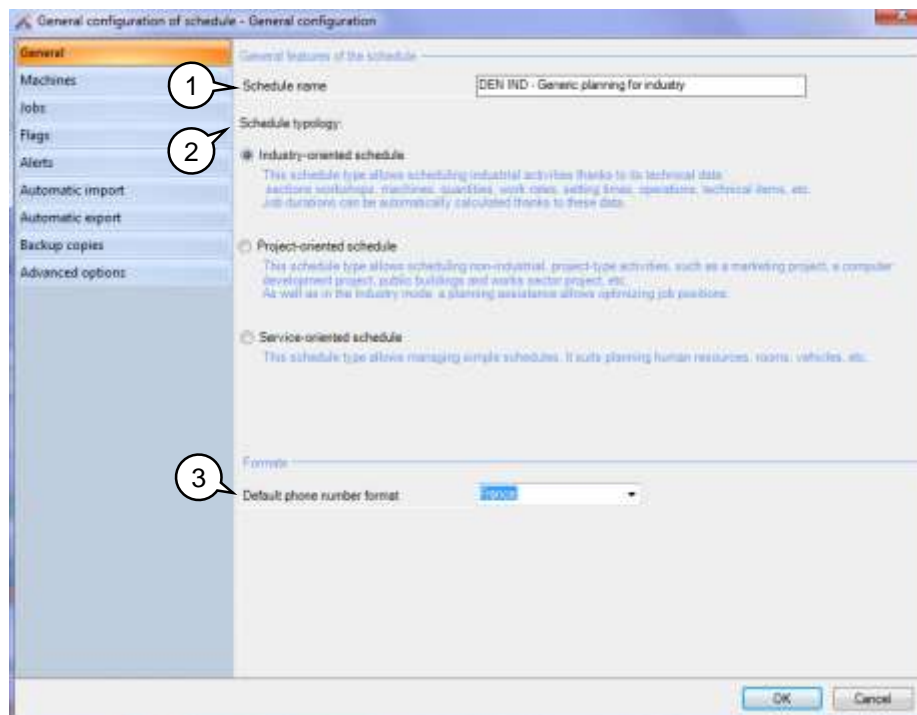 General configuration of schedule - General configuration
General
Machines
Jobs
Flags
Alerts
Automatic import
Automatic export
Backup copies
Advanced options
General features of the schedule
1
Schedule name
DEN IND - Generic planning for industry
2
Schedule typology:
Industry-oriented schedule
This schedule type allows scheduling industrial activities thanks to its technical data:
sections workshops, machines, quantities, work rates, setting times, operations, technical items, etc.
Job durations can be automatically calculated thanks to these data.
Project-oriented schedule
This schedule type allows scheduling non-industrial, project-type activities, such as a marketing project, a computer
development project, public buildings and works sector project, etc.
As well as in the industry mode, a planning assistance allows optimizing job positions.
Service-oriented schedule
This schedule type allows managing simple schedules. It suits planning human resources, rooms, vehicles, etc.
Formats
3
Default phone number format
France
OK
Cancel